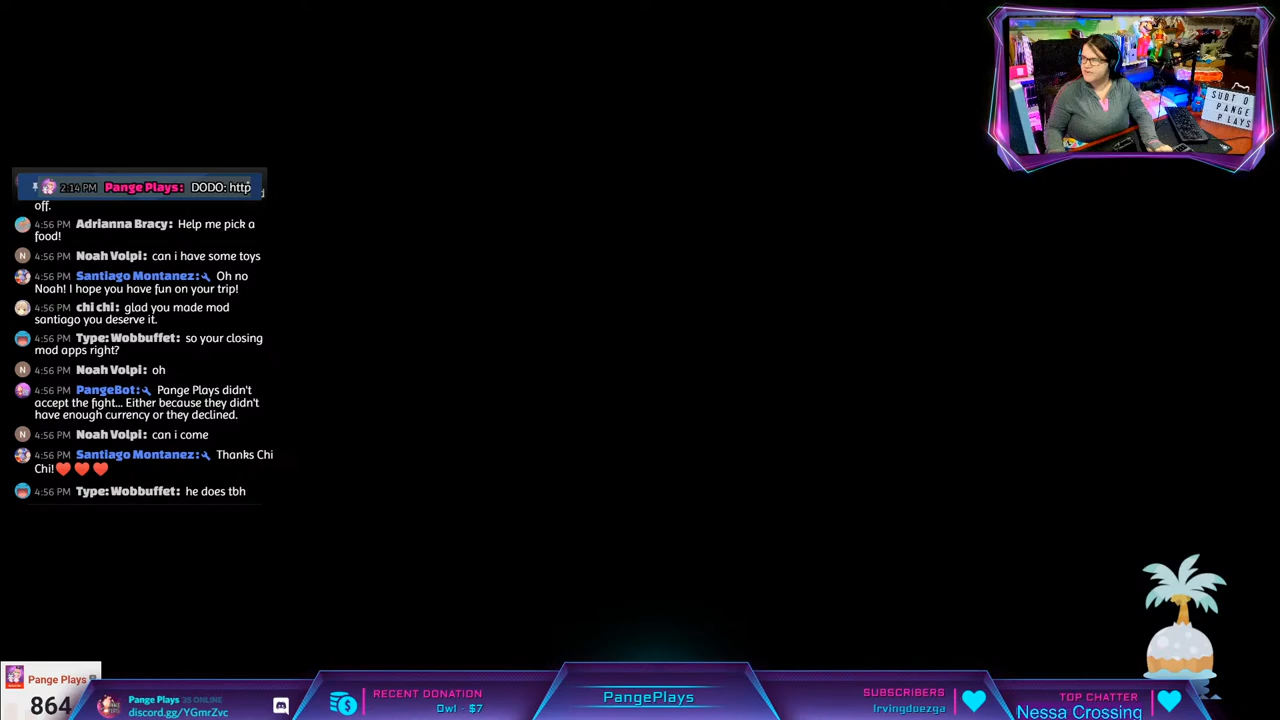 SUBT O
PANGE
P LAYS
2:14 PM Pange Plays: DODO: http
off.
4:56 PM Adrianna Bracy: Help me pick a
food!
N 4:56 PM Noah Volpi: can i have some toys
4:56 PM Santiago Montanez: Oh no
Noah! I hope you have fun on your trip!
4:56 PM chi chi: glad you made mod
santiago you deserve it.
4:56 PM Type: Wobbuffet: so your closing
mod apps right?
N 4:56 PM Noah Volpi: oh
4:56 PM PangeBot: Pange Plays didn't
accept the fight... Either because they didn't
have enough currency or they declined.
N 4:56 PM Noah Volpi: can i come
4:56 PM Santiago Montanez: Thanks Chi
Chi!❤️ ❤️ ❤️
4:56 PM Type: Wobbuffet: he does tbh
Pange Plays
864
Pange Plays 35 ONLINE
discord.gg/YGmrZvc
RECENT DONATION
Owl - $7
PangePlays
SUBSCRIBERS
Irvingdoezga
TOP CHATTER
Nessa Crossing